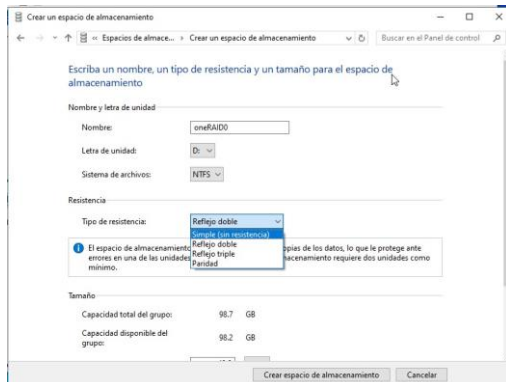 Crear un espacio de almacenamiento
« Espacios de almace... › Crear un espacio de almacenamiento
Buscar en el Panel de control
Escriba un nombre, un tipo de resistencia y un tamaño para el espacio de
almacenamiento
Nombre y letra de unidad
Nombre: oneRAID0
Letra de unidad: D:
Sistema de archivos: NTFS
Resistencia
Tipo de resistencia: Reflejo doble
Simple (sin resistencia)
Reflejo doble
Reflejo triple
Paridad
El espacio de almacenamiento pias de los datos, lo que le protege ante
errores en una de las unidades acenamiento requiere dos unidades como
mínimo.
Tamaño
Capacidad total del grupo: 98.7 GB
Capacidad disponible del
grupo: 98.2 GB
Crear espacio de almacenamiento Cancelar